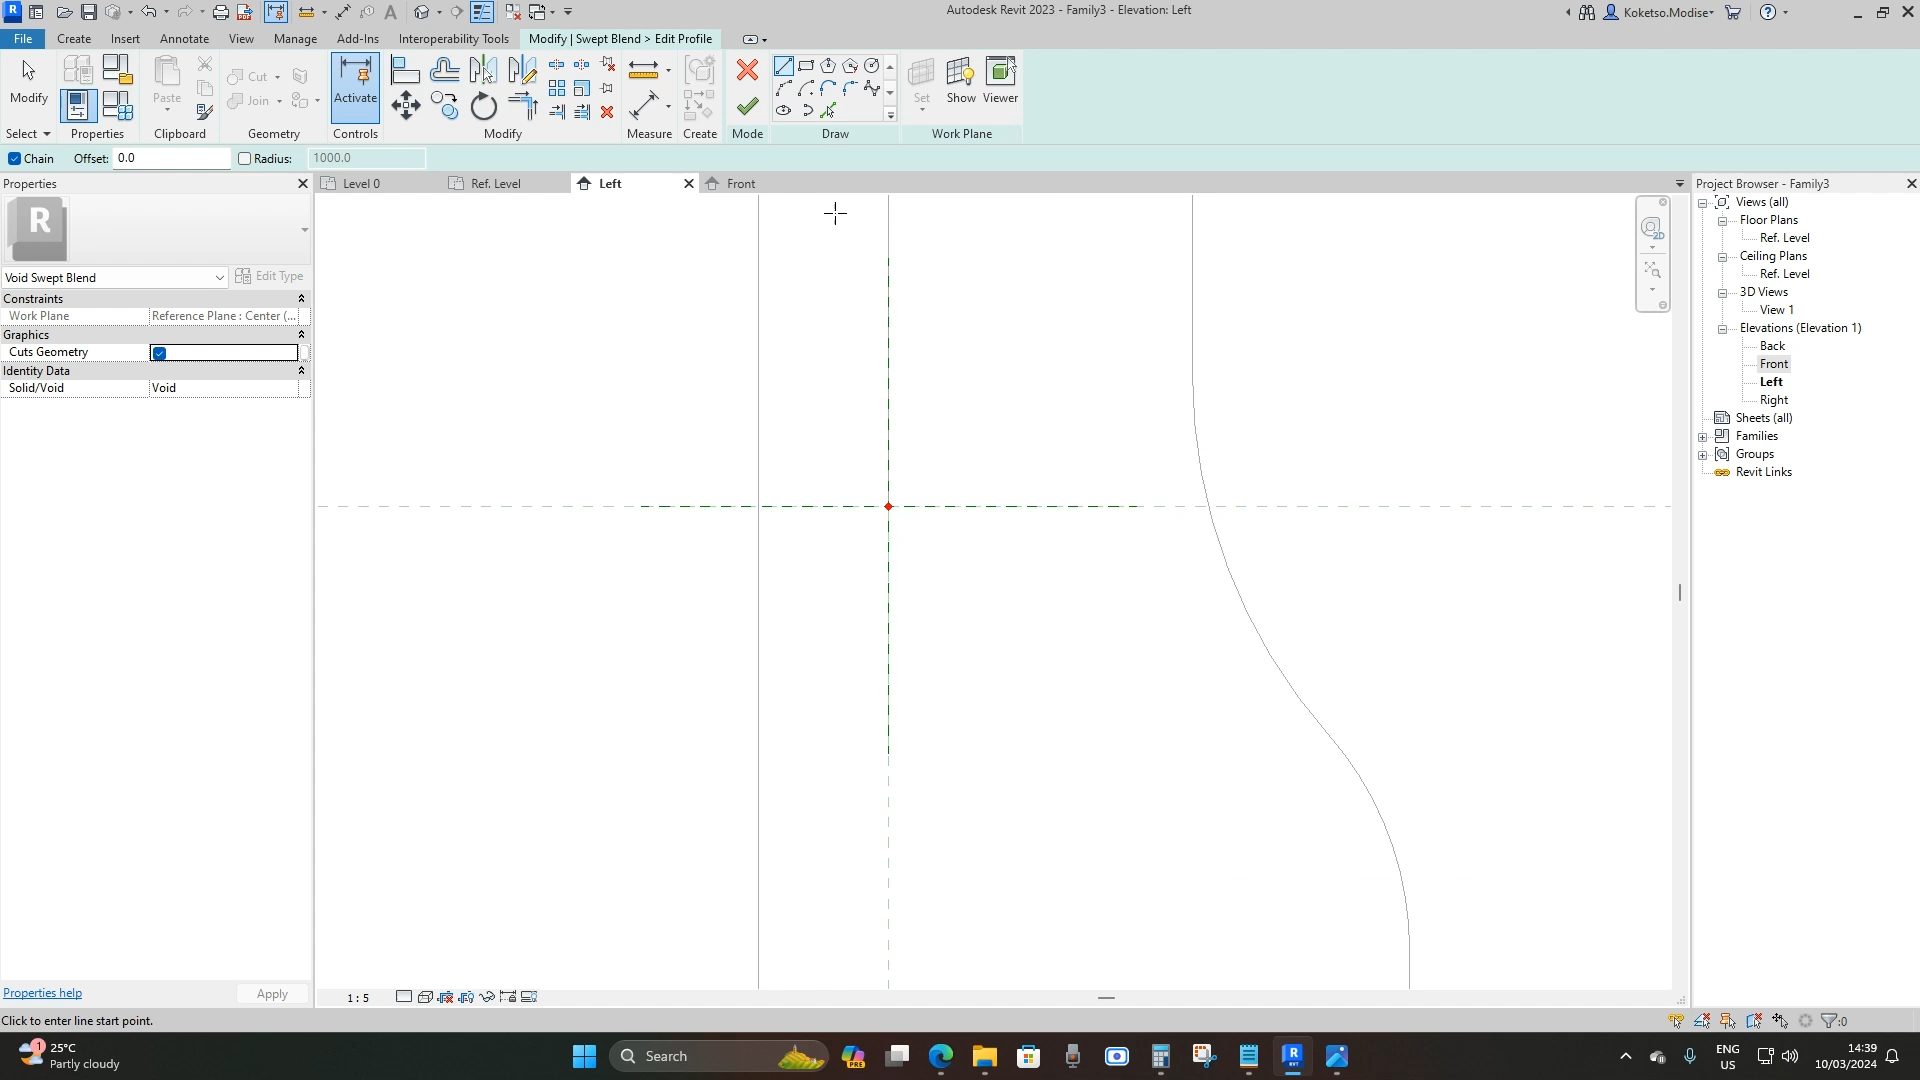 Autodesk Revit 2023 - Family3 - Elevation: Left
Koketso.Modise
File Create Insert Annotate View Manage Add-Ins Interoperability Tools Modify | Swept Blend > Edit Profile
Modify
Paste
Cut
Join
Activate
Set
Show
Viewer
Select
Properties
Clipboard
Geometry
Controls
Modify
Measure
Create
Mode
Draw
Work Plane
Chain Offset: 0.0 Radius: 1000.0
Properties
Level 0
Ref. Level
Left
Front
Project Browser - Family3
R
Void Swept Blend
Edit Type
Constraints
Work Plane Reference Plane : Center (...
Graphics
Cuts Geometry
Identity Data
Solid/Void Void
2D
Views (all)
Floor Plans
Ref. Level
Ceiling Plans
Ref. Level
3D Views
View 1
Elevations (Elevation 1)
Back
Front
Left
Right
Sheets (all)
Families
Groups
Revit Links
Properties help
Apply
1 : 5
Click to enter line start point.
:0
1
25°C
Partly cloudy
Search
PRE
R
RVT
ENG
US
14:39
10/03/2024